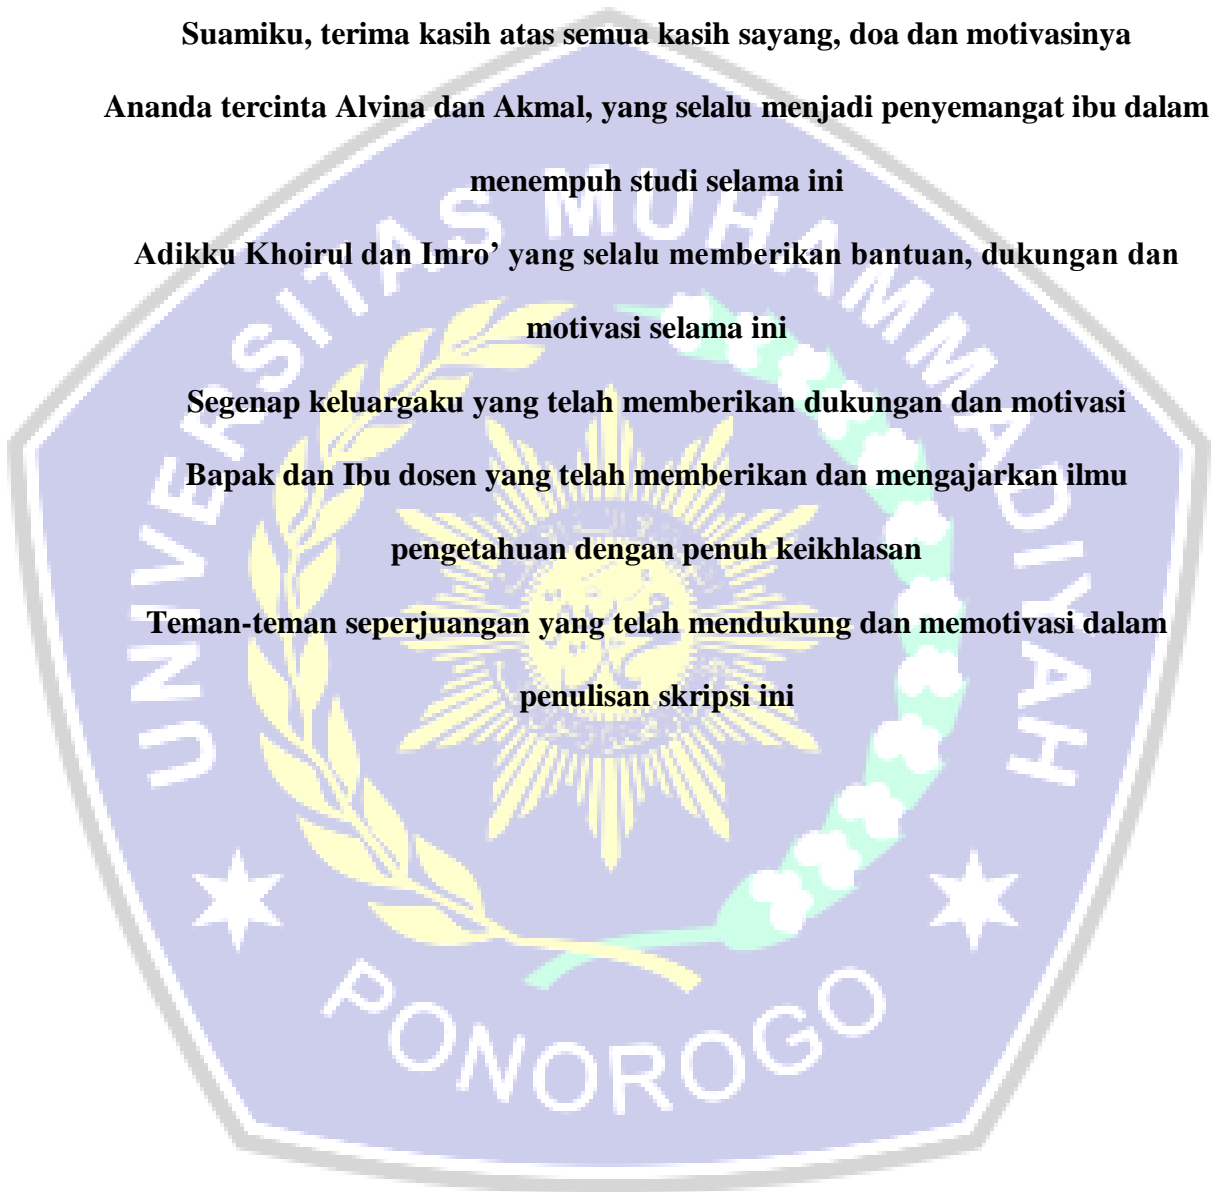 Suamiku, terima kasih atas semua kasih sayang, doa dan motivasinya
Ananda tercinta Alvina dan Akmal, yang selalu menjadi penyemangat ibu dalam
menempuh studi selama ini
Adikku Khoirul dan Imro’ yang selalu memberikan bantuan, dukungan dan
motivasi selama ini
Segenap keluargaku yang telah memberikan dukungan dan motivasi
Bapak dan Ibu dosen yang telah memberikan dan mengajarkan ilmu
pengetahuan dengan penuh keikhlasan
Teman-teman seperjuangan yang telah mendukung dan memotivasi dalam
penulisan skripsi ini
UNIVERSITAS MUHAMMADIYAH
PONOROGO